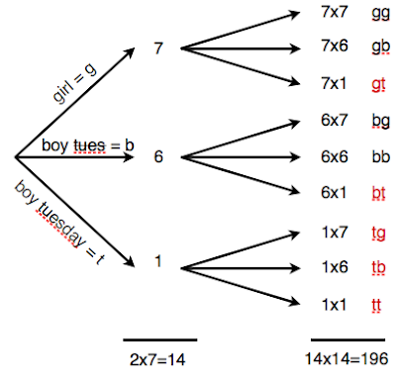 girl = g
boy tues = b
boy tuesday = t
7
6
1
2x7=14
7x7 gg
7x6 gb
7x1 gt
6x7 bg
6x6 bb
6x1 bt
1x7 tg
1x6 tb
1x1 tt
14x14=196